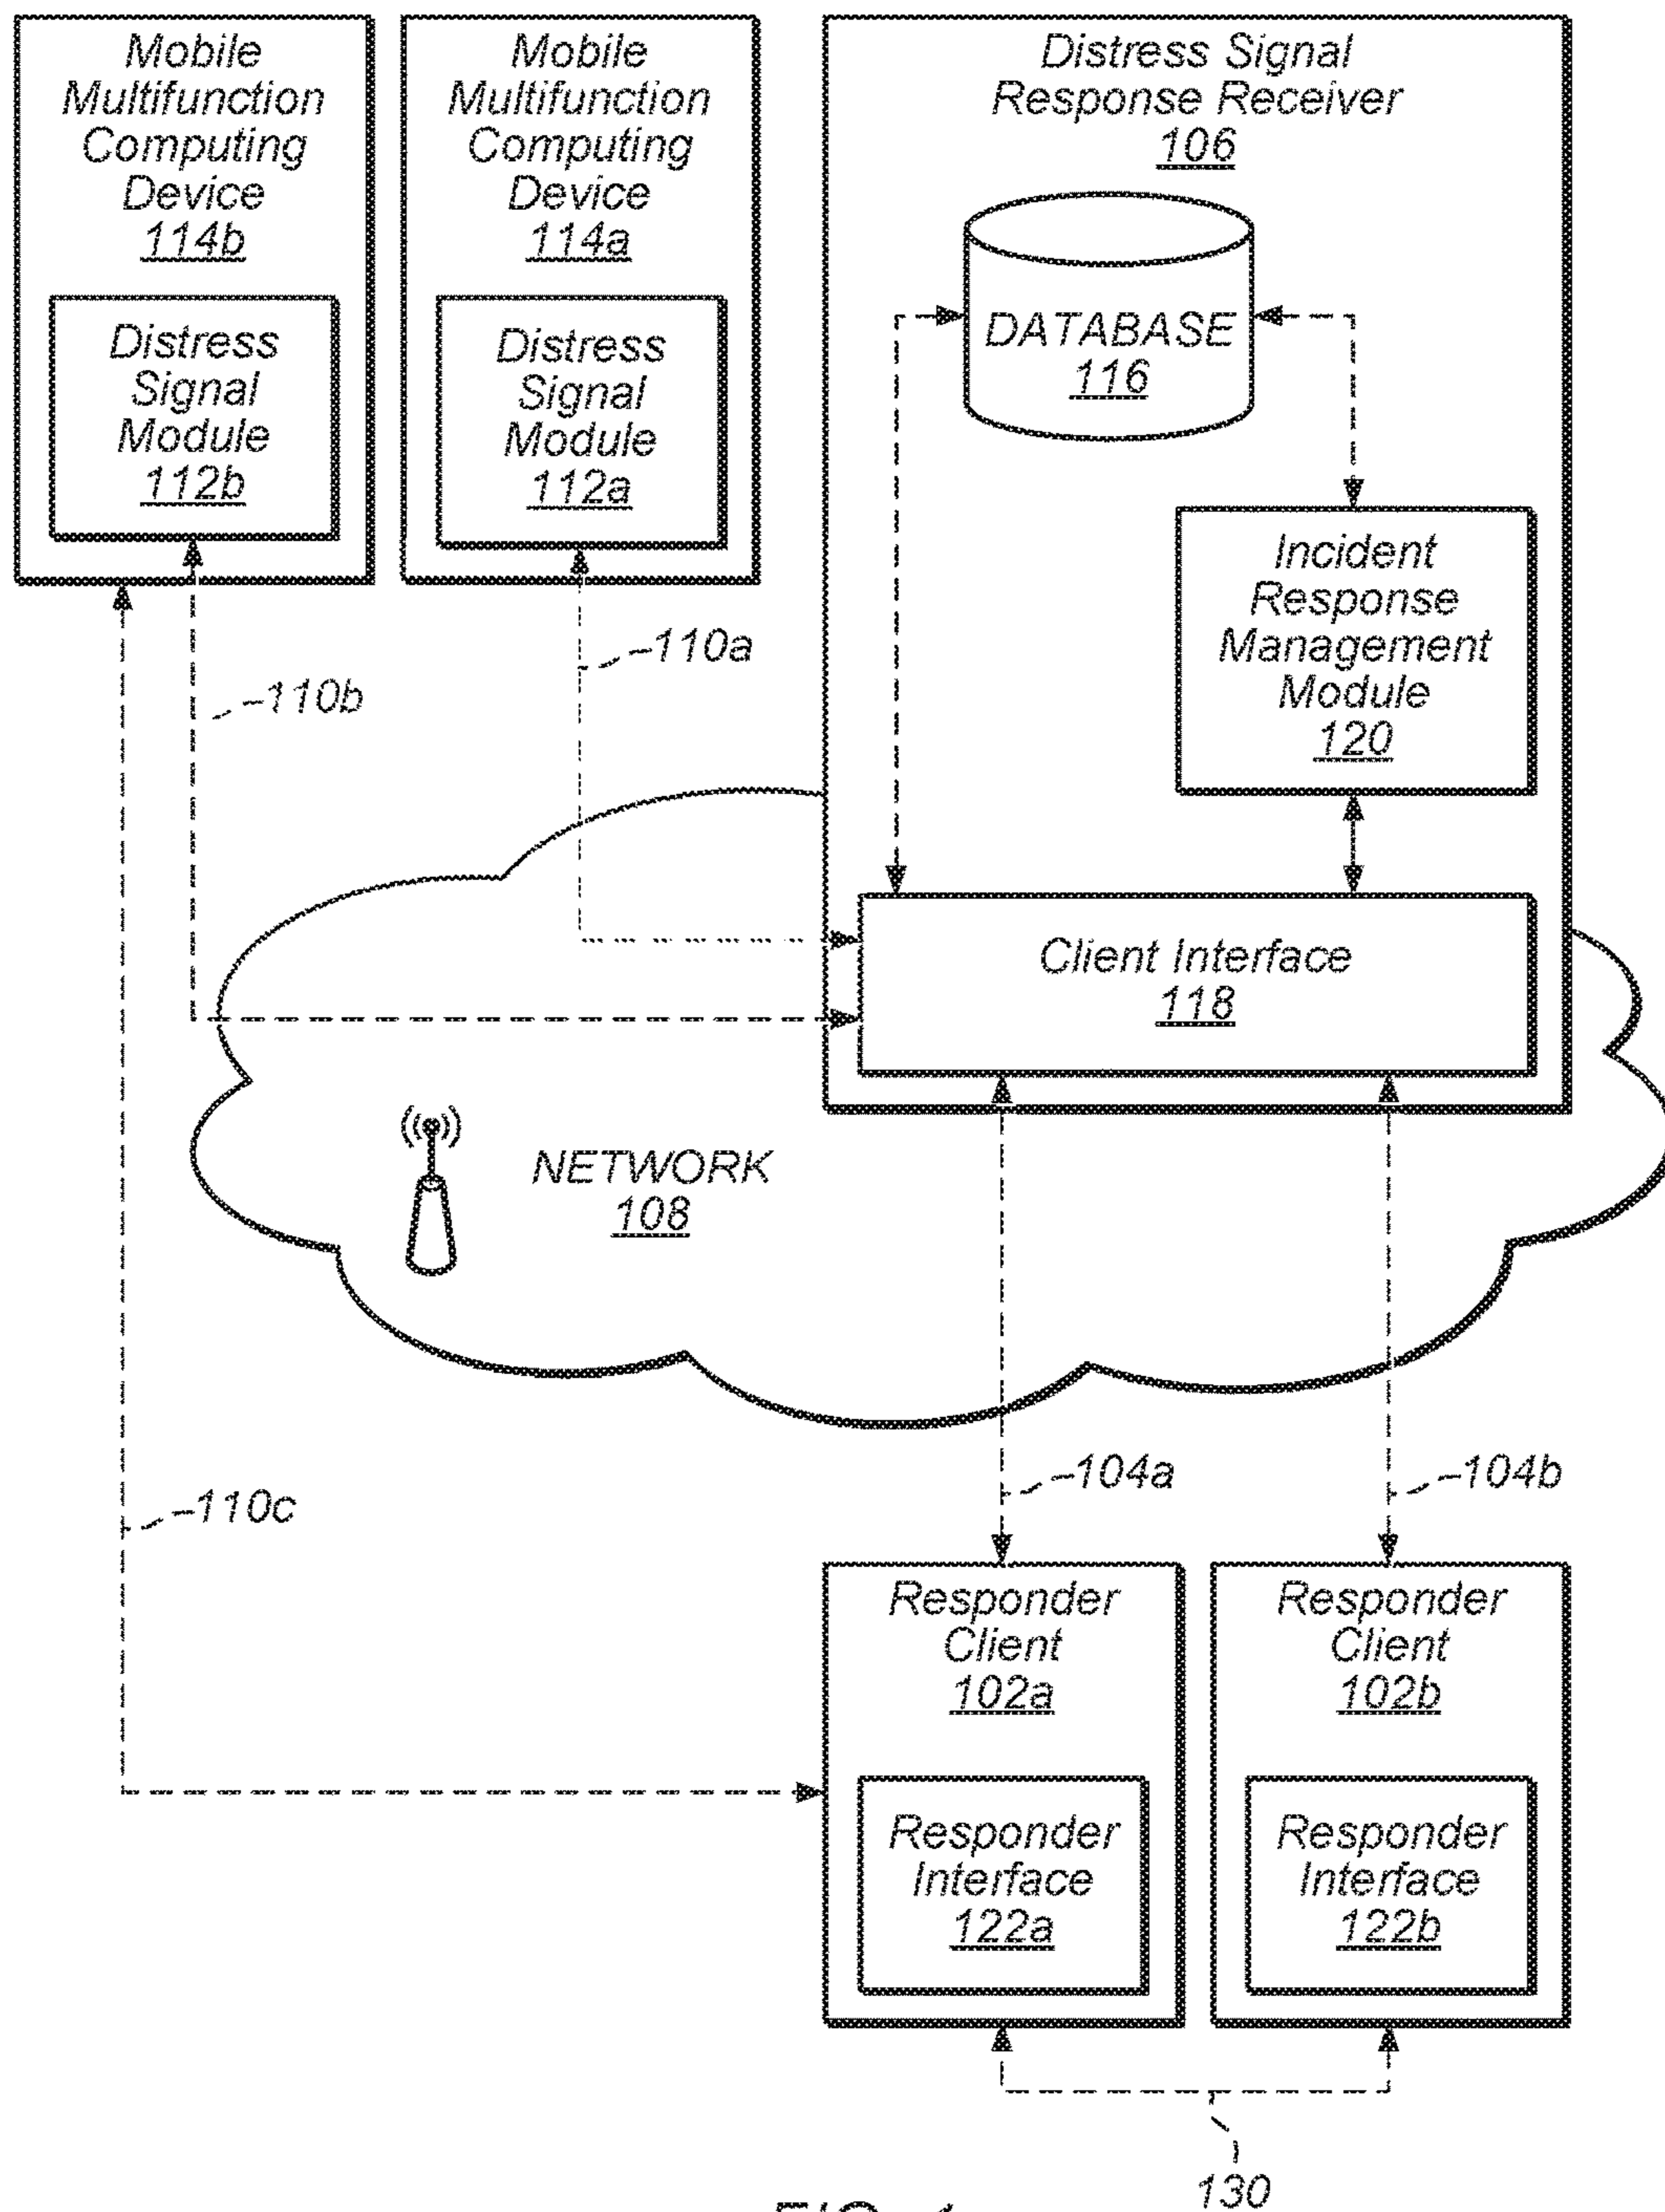 Mobile
Multifunction
Computing
Device
114b
Distress
Signal
Module
112b
Mobile
Multifunction
Computing
Device
114a
Distress
Signal
Module
112a
Distress Signal
Response Receiver
106
DATABASE
116
Incident
Response
Management
Module
120
110a
110b
Client Interface
118
NETWORK
108
104a
104b
110c
Responder
Client
102a
Responder
Interface
122a
Responder
Client
102b
Responder
Interface
122b
130